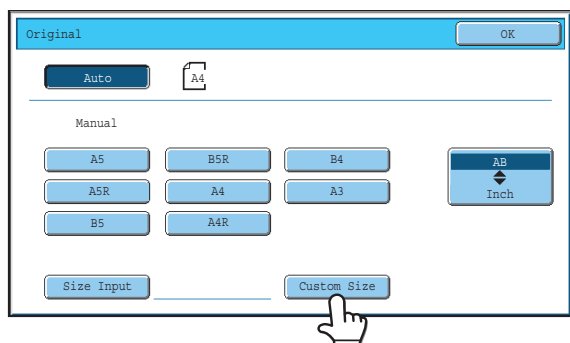 Original OK
Auto A4
Manual
A5 B5R B4 AB
A5R A4 A3 Inch
B5 A4R
Size Input Custom Size